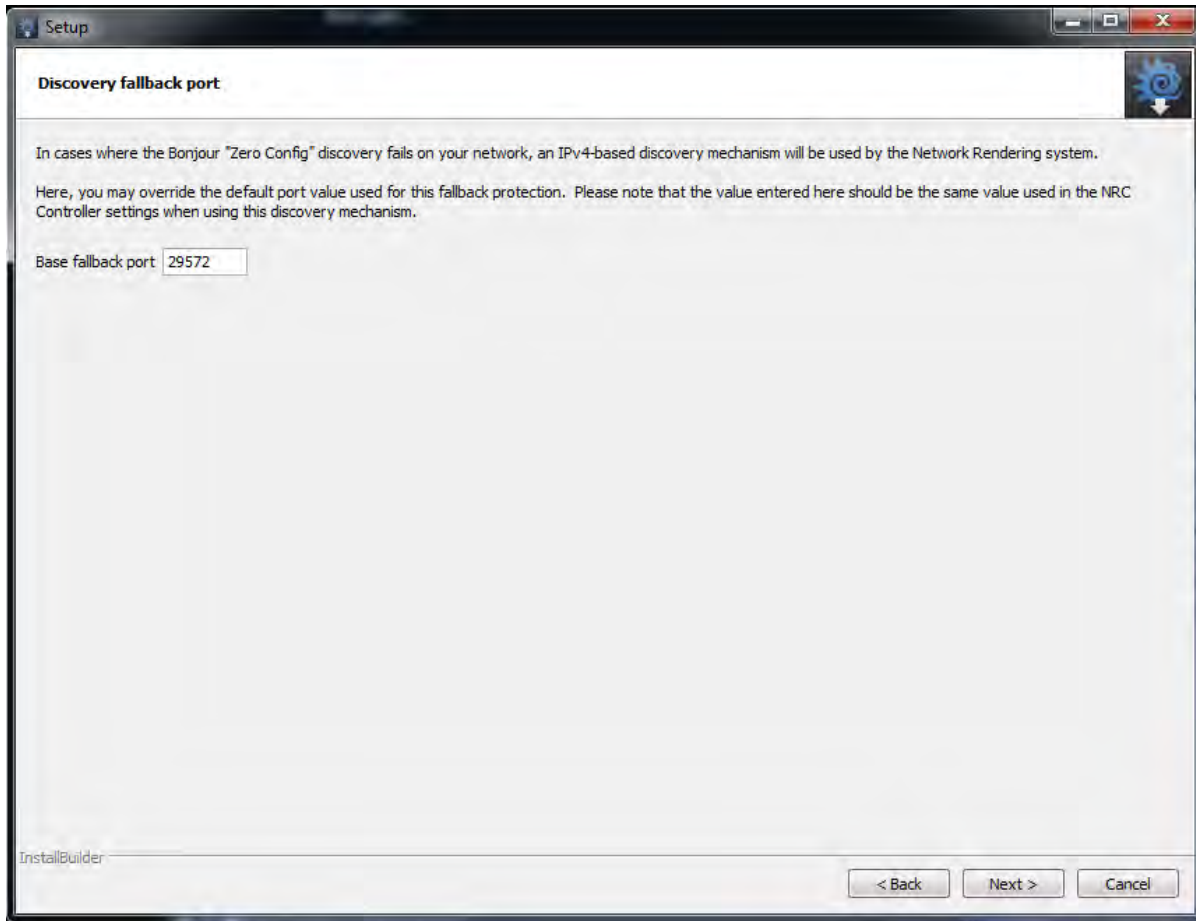 Setup
Discovery fallback port
In cases where the Bonjour "Zero Config" discovery fails on your network, an IPv4-based discovery mechanism will be used by the Network Rendering system.
Here, you may override the default port value used for this fallback protection.  Please note that the value entered here should be the same value used in the NRC
Controller settings when using this discovery mechanism.
Base fallback port 29572
InstallBuilder
< Back Next > Cancel